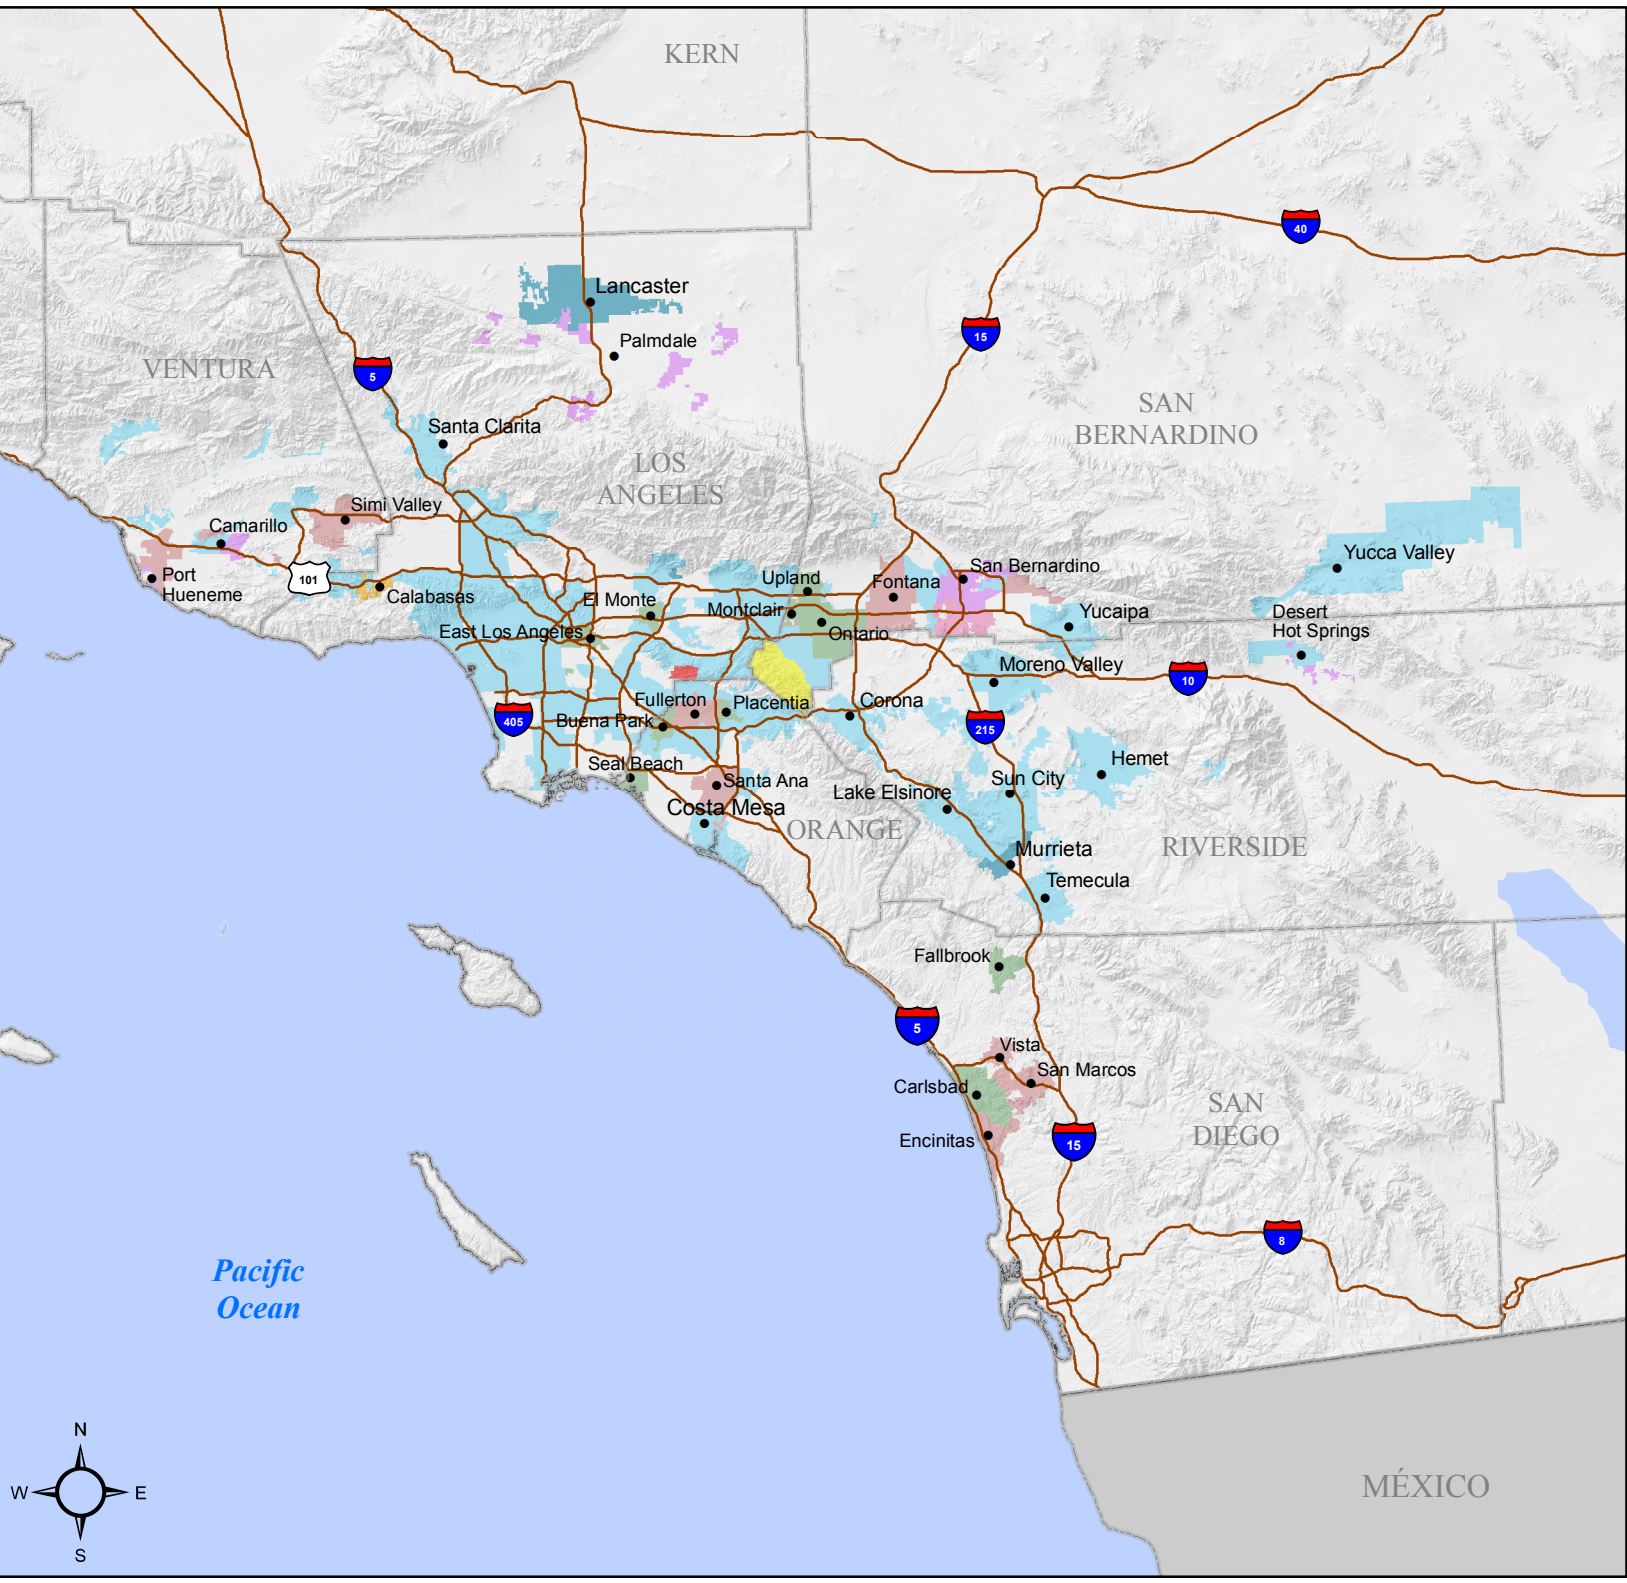 KERN
40
Lancaster
15
Palmdale
VENTURA
5
SAN
BERNARDINO
Santa Clarita
LOS
ANGELES
Simi Valley
Camarillo
Yucca Valley
San Bernardino
Port
Hueneme
101
Calabasas
Upland
Fontana
El Monte
Montclair
Yucaipa
Desert
Hot Springs
East Los Angeles
Ontario
Moreno Valley
10
Fullerton
Placentia
Corona
405
Buena Park
215
Hemet
Seal Beach
Santa Ana
Sun City
Lake Elsinore
Costa Mesa
ORANGE
Murrieta
RIVERSIDE
Temecula
Fallbrook
5
Vista
San Marcos
Carlsbad
SAN
DIEGO
Encinitas
15
8
Pacific
Ocean
N
W
E
S
MÉXICO